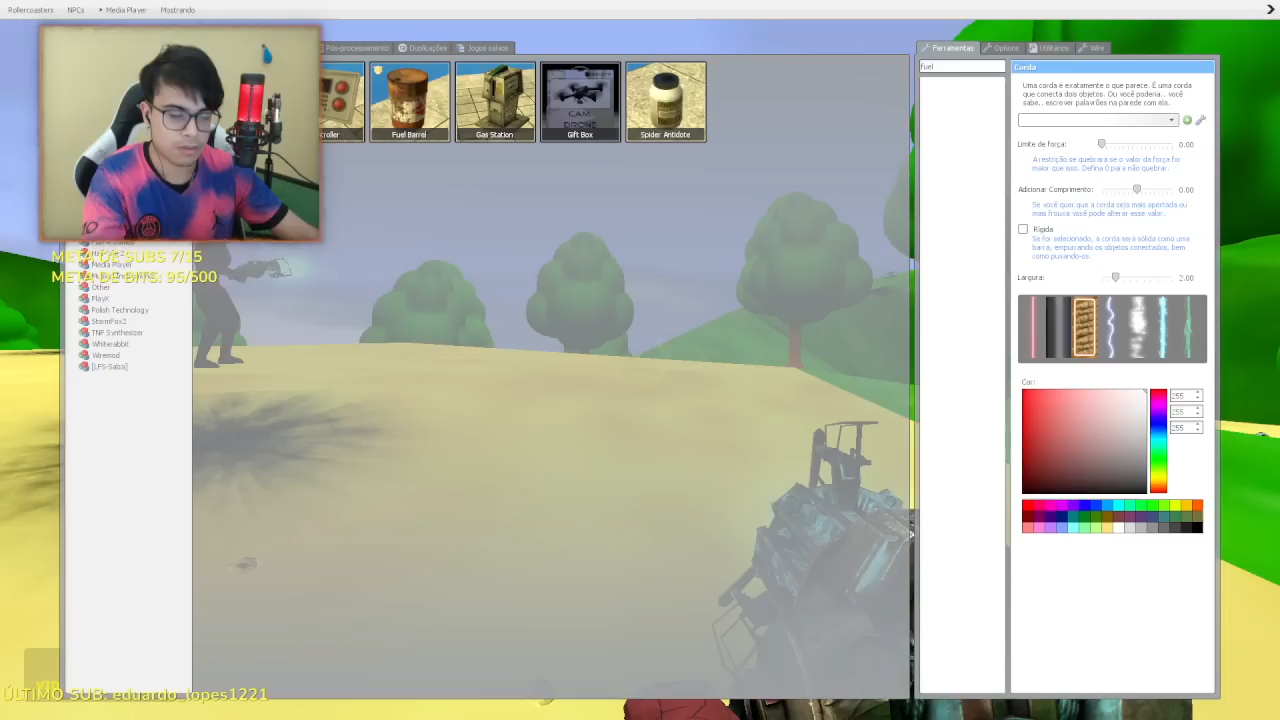 Rollercoasters NPCs Media Player Mostrando
Pós-processamento Duplicações Jogos salvos
Ferramentas Options Utilitários Wire
fuel
Corda
Fuel Barrel
Gas Station
CAM
DRONE
Gift Box
Spider Antidote
Uma corda é exatamente o que parece. É uma corda
que conecta dois objetos. Ou você poderia.. você
sabe.. escrever palavrões na parede com ela.
Limite de força: 0.00
A restrição se quebrará se o valor da força for
maior que isso. Defina 0 para não quebrar.
Adicionar Comprimento: 0.00
Se você quer que a corda seja mais apertada ou
mais frouxa você pode alterar esse valor.
Rígida
Se for selecionado, a corda será sólida como uma
barra, empurrando os objetos conectados, bem
como puxando-os.
Largura: 2.00
Cor:
255
255
255
META DE SUBS 7/15
Media Player
META DE BITS: 95/500
Other
PlayX
Polish Technology
StormFox2
TNP Synthesizer
Whiterabbit
Wiremod
[LFS-Salza]
ÚLTIMO SUB: eduardo_lopes1221